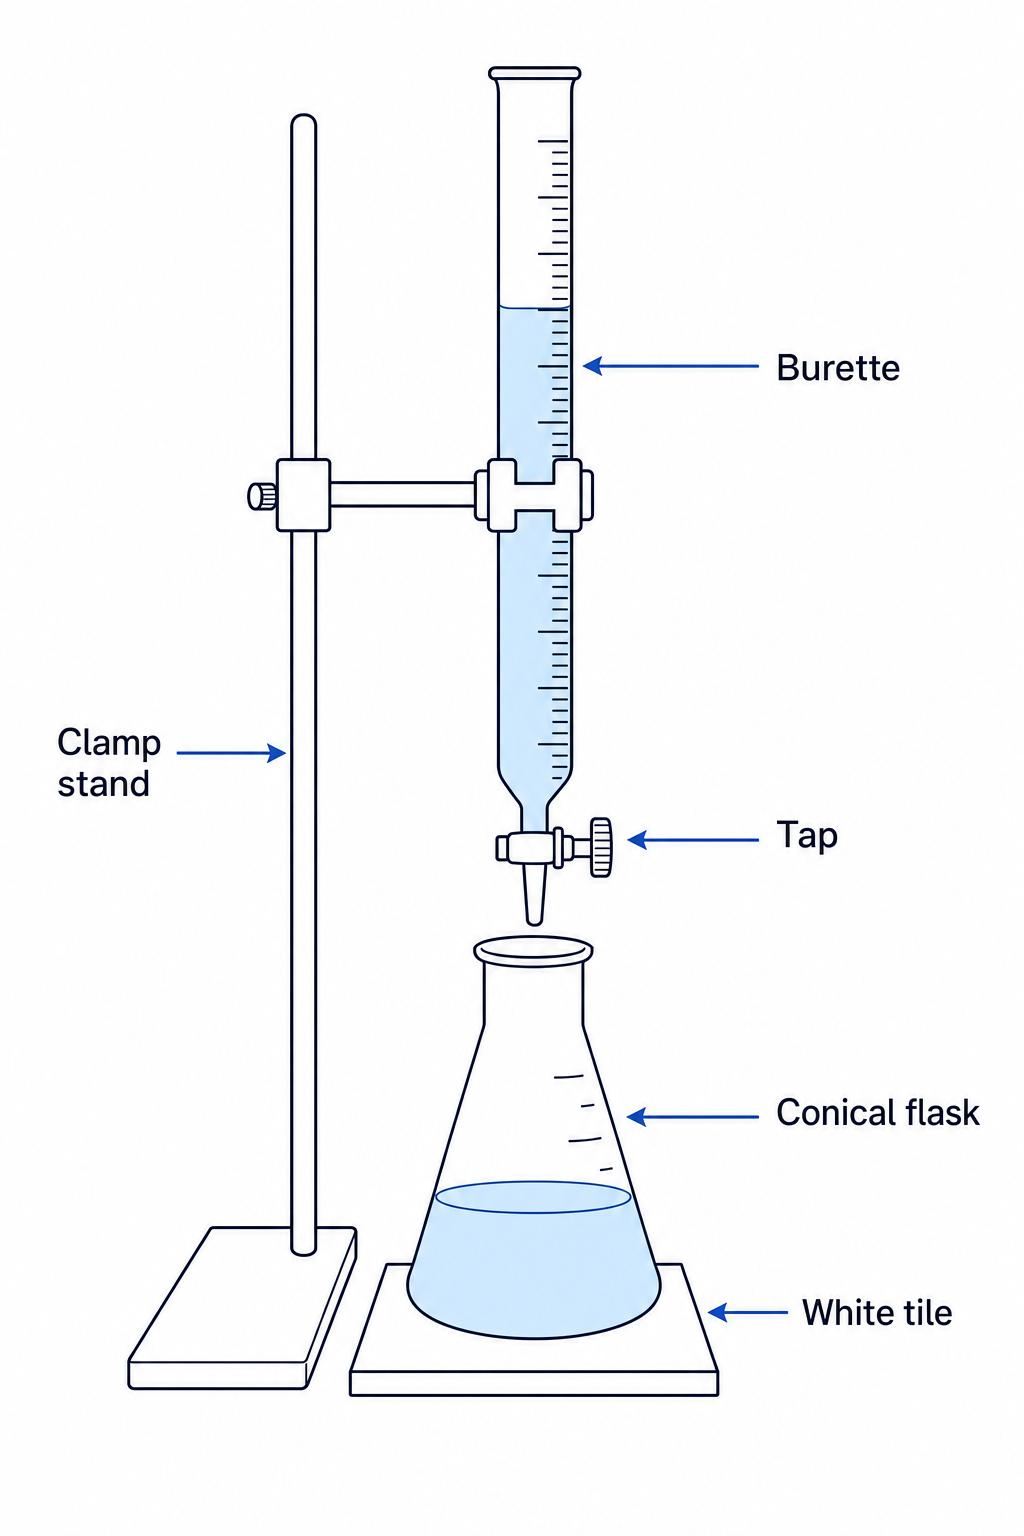 Burette
Clamp
stand
Tap
Conical flask
White tile